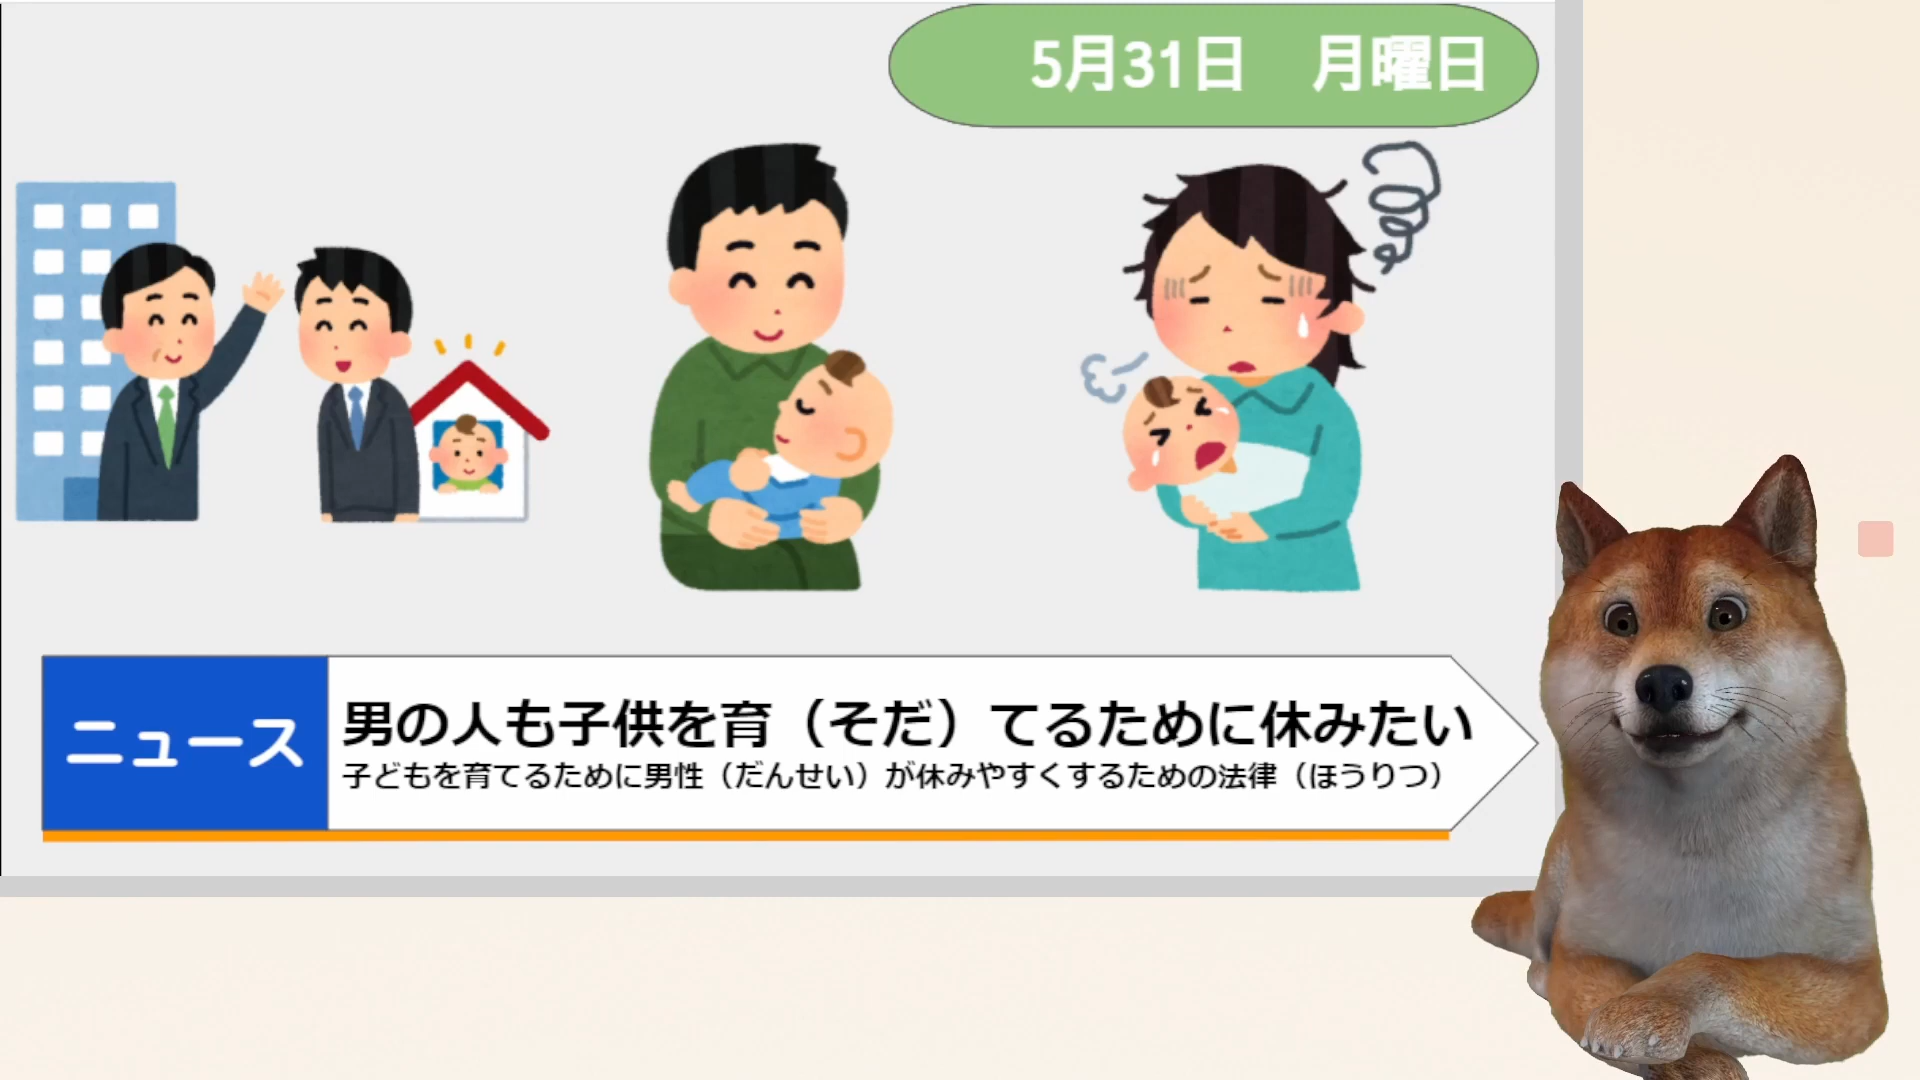 5月31日　月曜日
ニュース
男の人も子供を育（そだ）てるために休みたい
子どもを育てるために男性（だんせい）が休みやすくするための法律（ほうりつ）